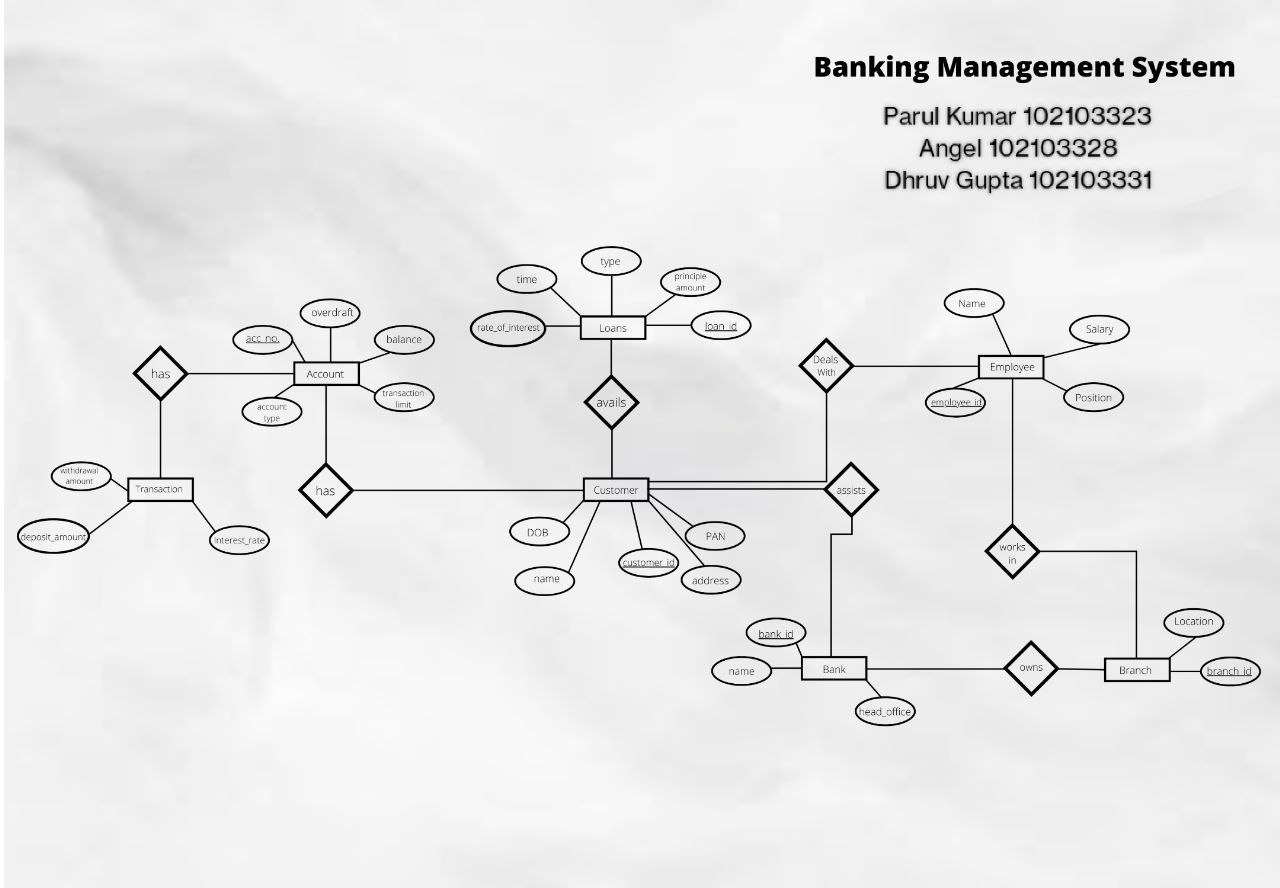 Banking Management System
Parul Kumar 102103323
Angel 102103328
Dhruv Gupta 102103331
type
time
principle
amount
rate_of_interest
Loans
loan_id
overdraft
acc_no.
balance
has
Account
account
type
transaction
limit
avails
Name
Salary
Deals
With
Employee
employee_id
Position
withdrawal
amount
Transaction
deposit_amount
interest_rate
has
Customer
assists
DOB
PAN
name
customer_id
address
works
in
bank_id
name
Bank
head_office
owns
Location
Branch
branch_id